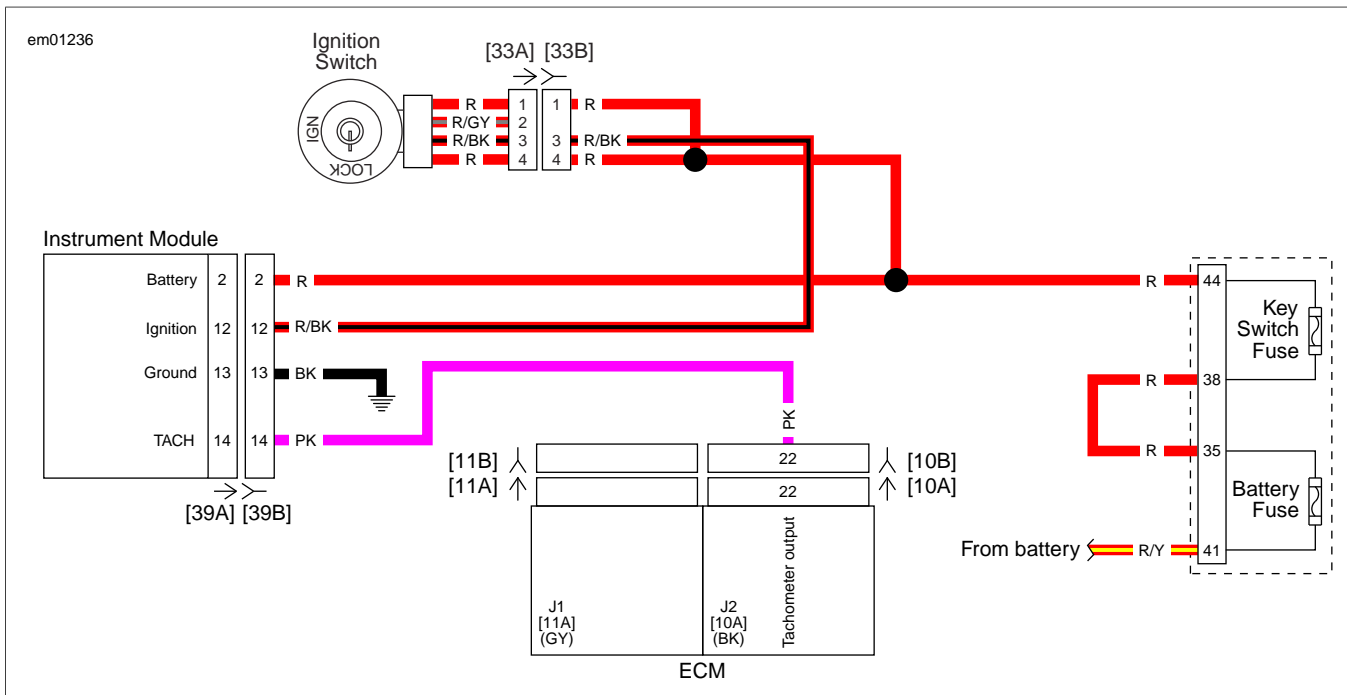 em01236
Ignition
Switch
[33A] [33B]
IGN
LOCK
R 1 1 R
R/GY 2
R/BK 3 3 R/BK
R 4 4 R
Instrument Module
Battery 2 2 R R 44
Ignition 12 12 R/BK
Ground 13 13 BK
TACH 14 14 PK
[39A] [39B]
Key
Switch
Fuse
R 38
R 35
Battery
Fuse
From battery R/Y 41
PK
[11B] 22 [10B]
[11A] 22 [10A]
Tachometer output
J1
[11A]
(GY)
J2
[10A]
(BK)
ECM